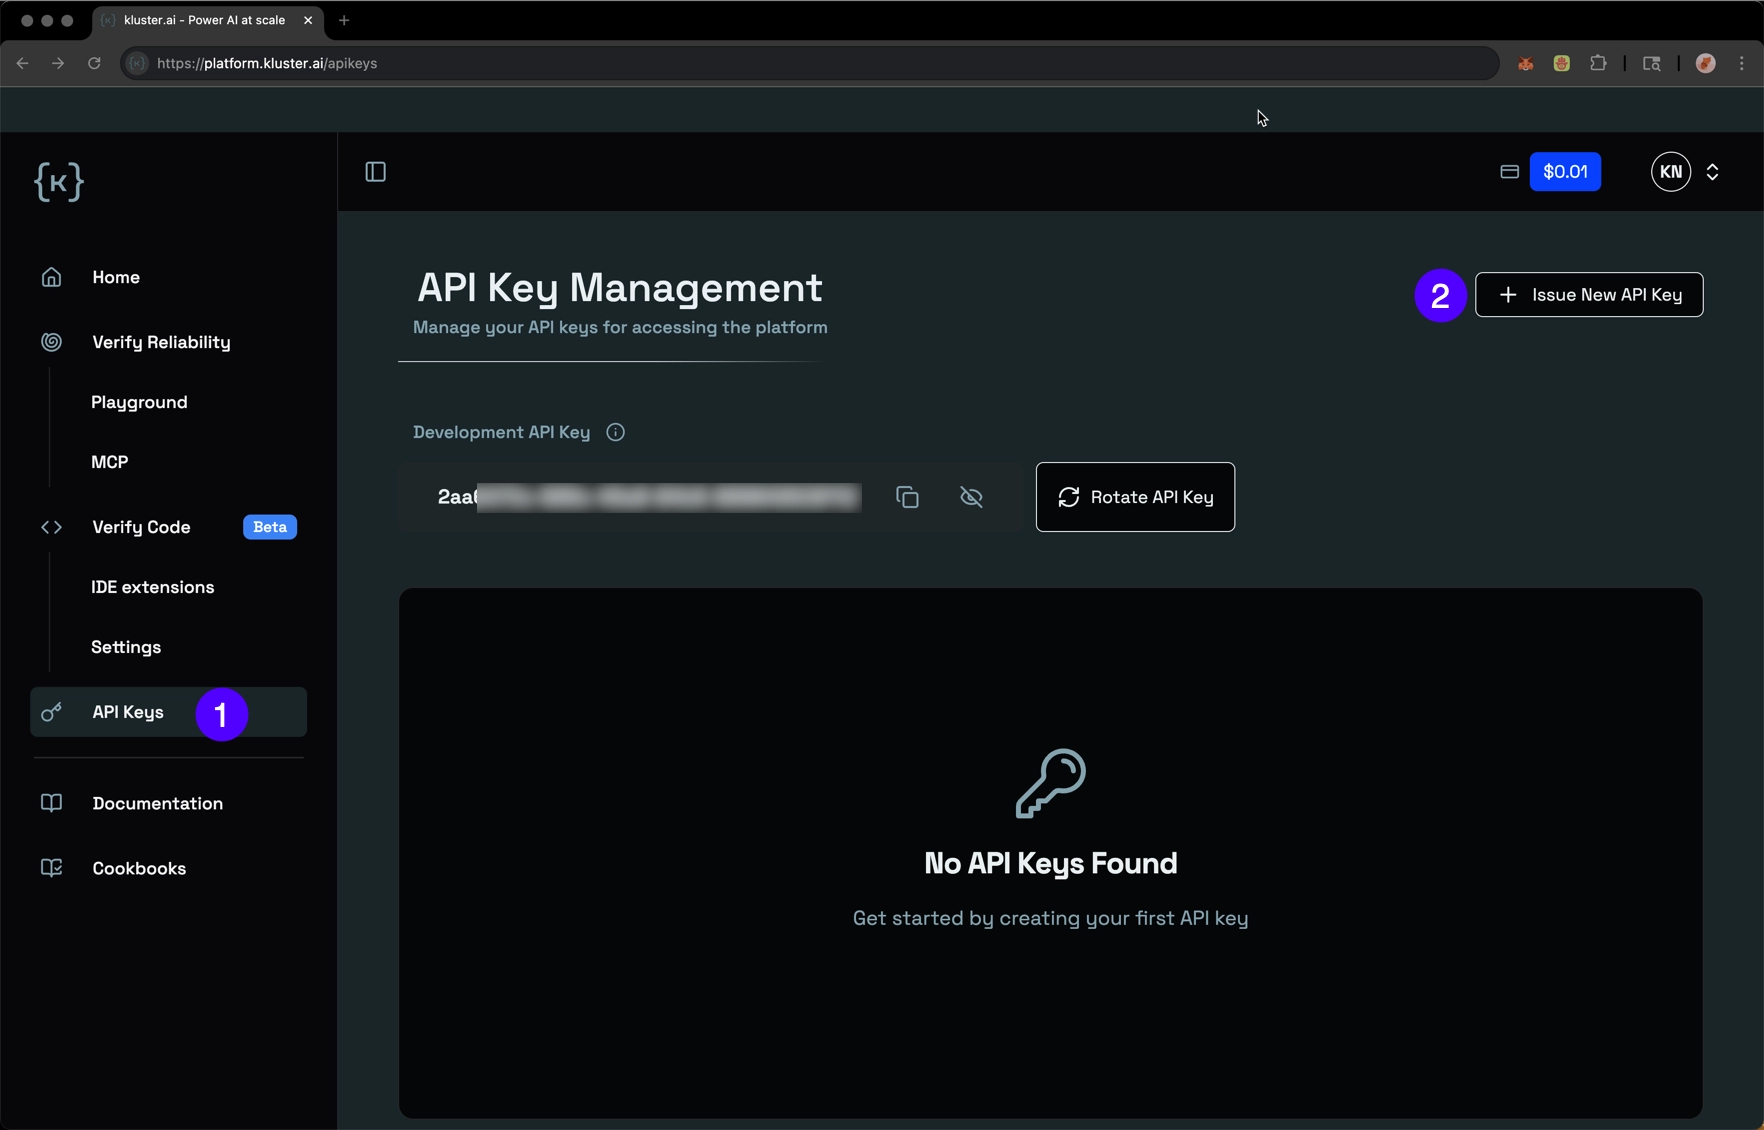 kluster.ai - Power AI at scale
https://platform.kluster.ai/apikeys
{K}
$0.01
KN
Home
Verify Reliability
Playground
MCP
Verify Code
Beta
IDE extensions
Settings
API Keys
1
Documentation
Cookbooks
API Key Management
Manage your API keys for accessing the platform
2
Issue New API Key
Development API Key
2aa
Rotate API Key
No API Keys Found
Get started by creating your first API key